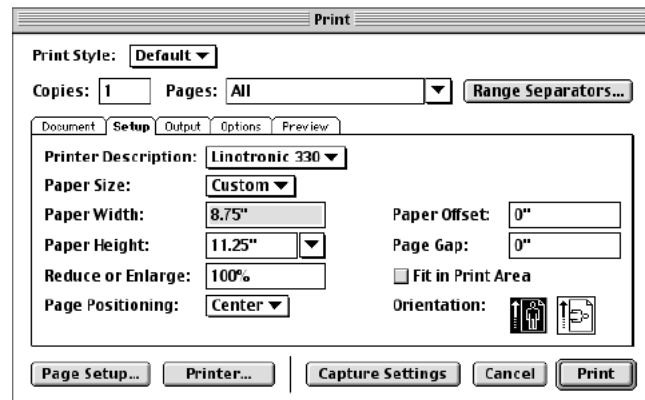 Print
Print Style: Default
Copies: 1 Pages: All Range Separators...
Document Setup Output Options Preview
Printer Description: Linotronic 330
Paper Size: Custom
Paper Width: 8.75" Paper Offset: 0"
Paper Height: 11.25" Page Gap: 0"
Reduce or Enlarge: 100% Fit in Print Area
Page Positioning: Center Orientation:
Page Setup... Printer... Capture Settings Cancel Print